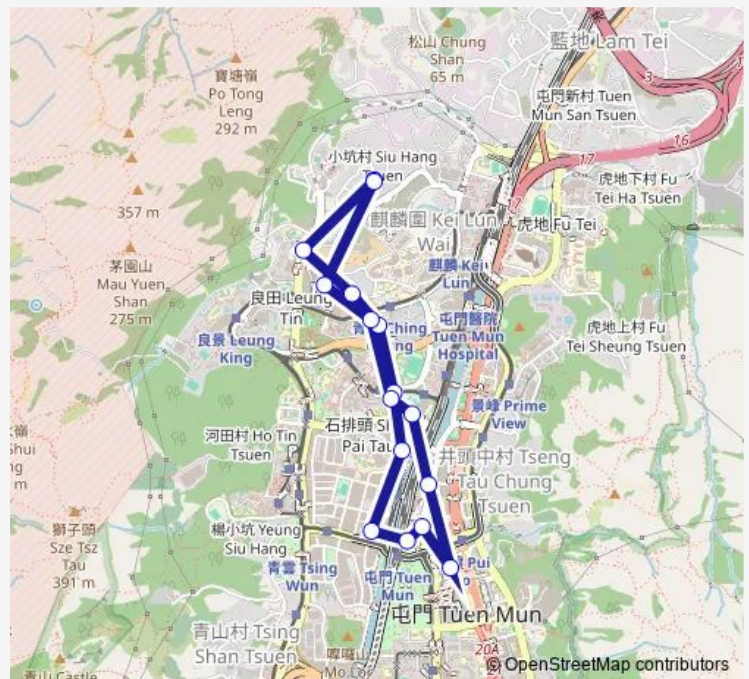 松山 Chung
Shan
65 m
藍地 Lam Tei
寶塘嶺
Po Tong
Leng
292 m
屯門新村 Tuen
Mun San Tsuen
3
16
17
17
小坑村 Siu Hang
虎地下村 Fu
Tei Ha Tsuen
357 m
麒麟圍 Kei Lun
Wai
虎地 Fu Tei
茅園山
Mau Yuen
Shan
275 m
麒麟 Kei
Lun
良田 Leung
Tin
屯門醫院
Tuen Mun
Hospital
虎地上村 Fu
Tei Sheung Tsuen
良景 Leung
King
景峰 Prime
View
石排頭
河田村 Ho Tin
Tsuen
井頭中村 Tseng
Tau Chung
Tsuen
獅子頭
Sze Tsz
Tau
391 m
楊小坑 Yeung
Siu Hang
青雲 Tsing
Wun
屯門 Tuen
Mun
屯門 Tuen Mun
青山村 Tsing
Shan Tsuen
20A
© OpenStreetMap contributors